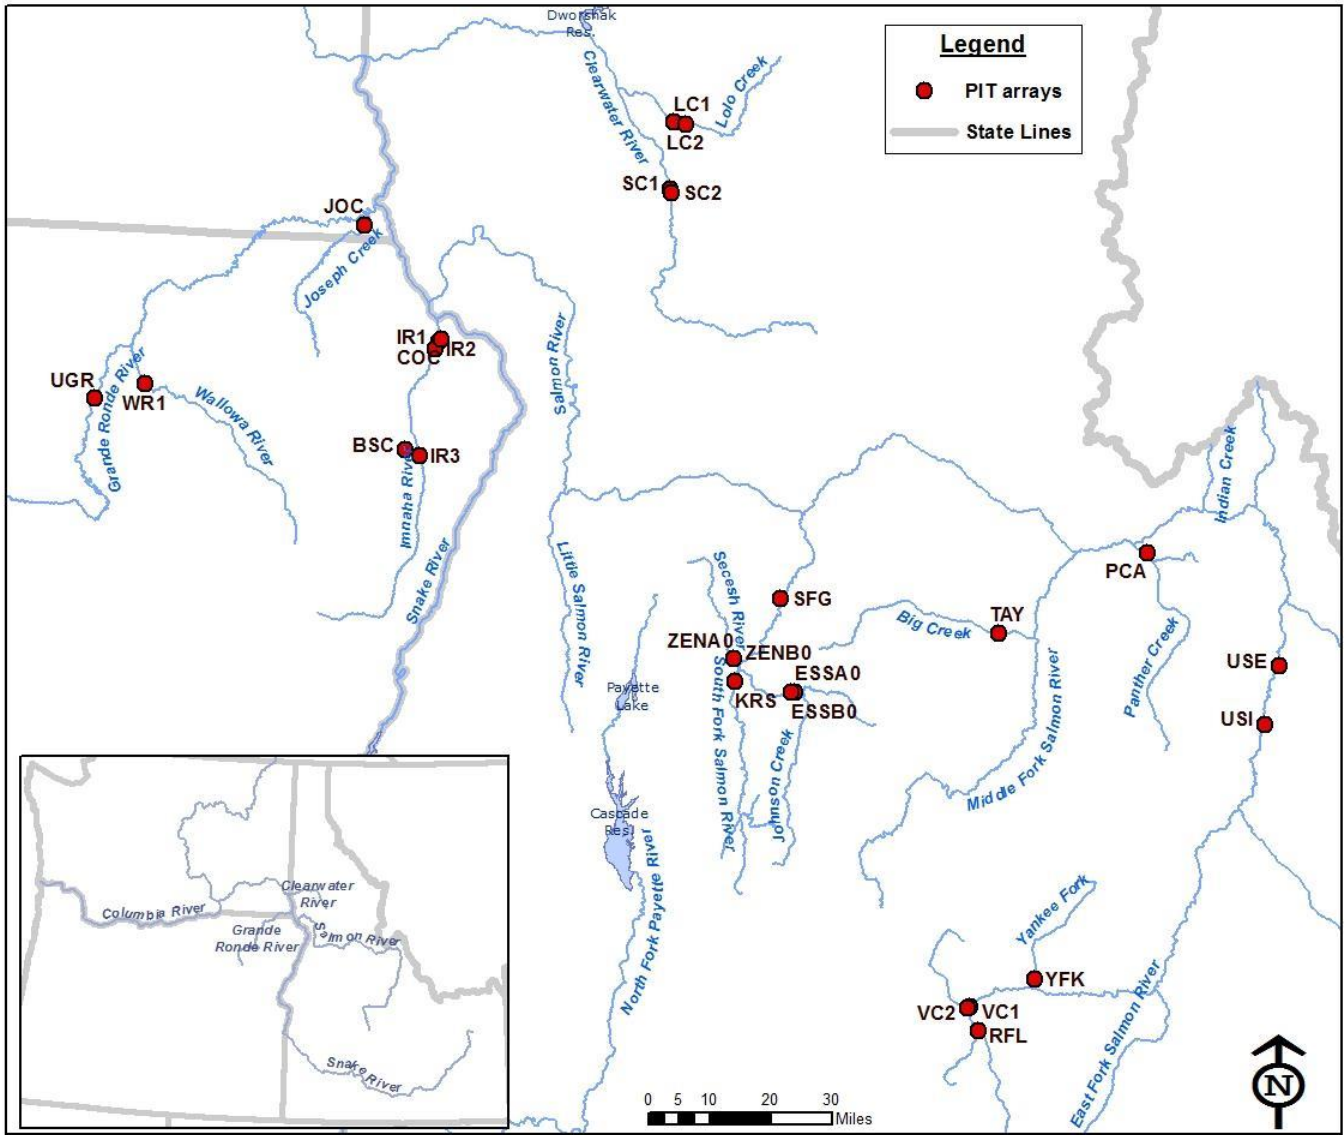 Dworshak
Res.
Legend
PIT arrays
State Lines
Clearwater River
Lolo Creek
LC1
LC2
SC1
SC2
JOC
Joseph Creek
IR1
IR2
COC
Salmon River
UGR
WR1
Grande Ronde River
Wallowa River
BSC
IR3
Imnaha River
Snake River
Little Salmon River
Indian Creek
PCA
Panther Creek
Secesh River
SFG
Big Creek
TAY
ZENA0
ZENB0
ESSA0
KRS
ESSB0
Payette
Lake
South Fork Salmon River
Johnson Creek
Middle Fork Salmon River
USE
USI
Cascade
Res.
North Fork Payette River
Yankee Fork
YFK
VC2
VC1
RFL
East Fork Salmon River
Columbia River
Clearwater
River
Grande
Ronde River
Salmon River
Snake River
0 5 10 20 30
Miles
N